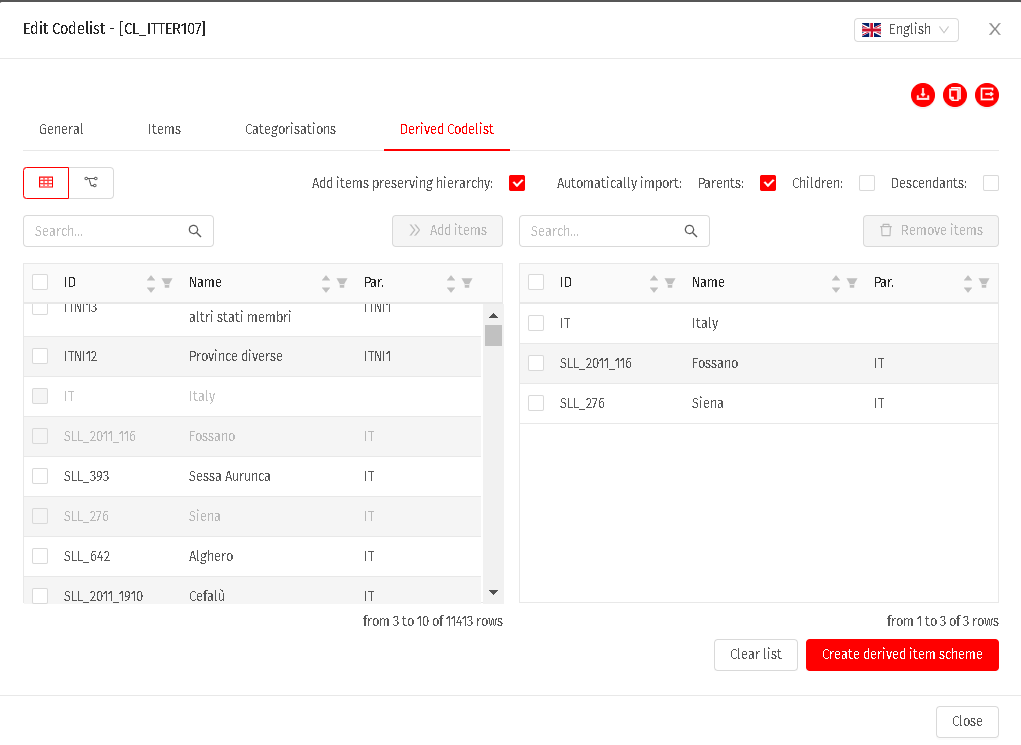 Edit Codelist - [CL_ITTER107]
English
General Items Categorisations Derived Codelist
Add items preserving hierarchy: Automatically import: Parents: Children: Descendants:
Search... Add items Search... Remove items
ID Name Par. ID Name Par.
ITNI13 altri stati membri ITNI1
ITNI12 Province diverse ITNI1
IT Italy
SLL_2011_116 Fossano IT
SLL_393 Sessa Aurunca IT
SLL_276 Siena IT
SLL_642 Alghero IT
SLL_2011_1910 Cefalù IT
from 3 to 10 of 11413 rows
IT Italy
SLL_2011_116 Fossano IT
SLL_276 Siena IT
from 1 to 3 of 3 rows
Clear list Create derived item scheme
Close